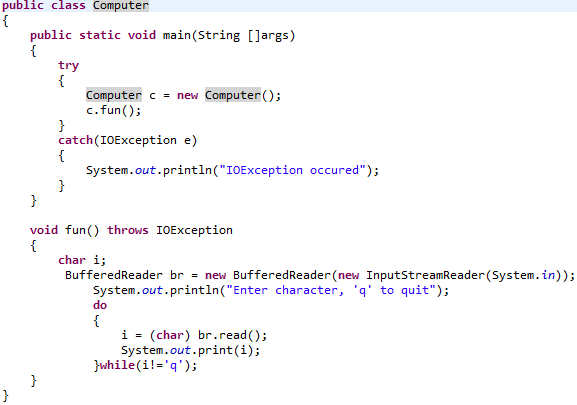 public class Computer
{
    public static void main(String []args)
    {
        try
        {
            Computer c = new Computer();
            c.fun();
        }
        catch(IOException e)
        {
            System.out.println("IOException occured");
        }
    }

    void fun() throws IOException
    {
        char i;
         BufferedReader br = new BufferedReader(new InputStreamReader(System.in));
             System.out.println("Enter character, 'q' to quit");
             do
             {
                 i = (char) br.read();
                 System.out.print(i);
             }while(i!='q');
    }
}